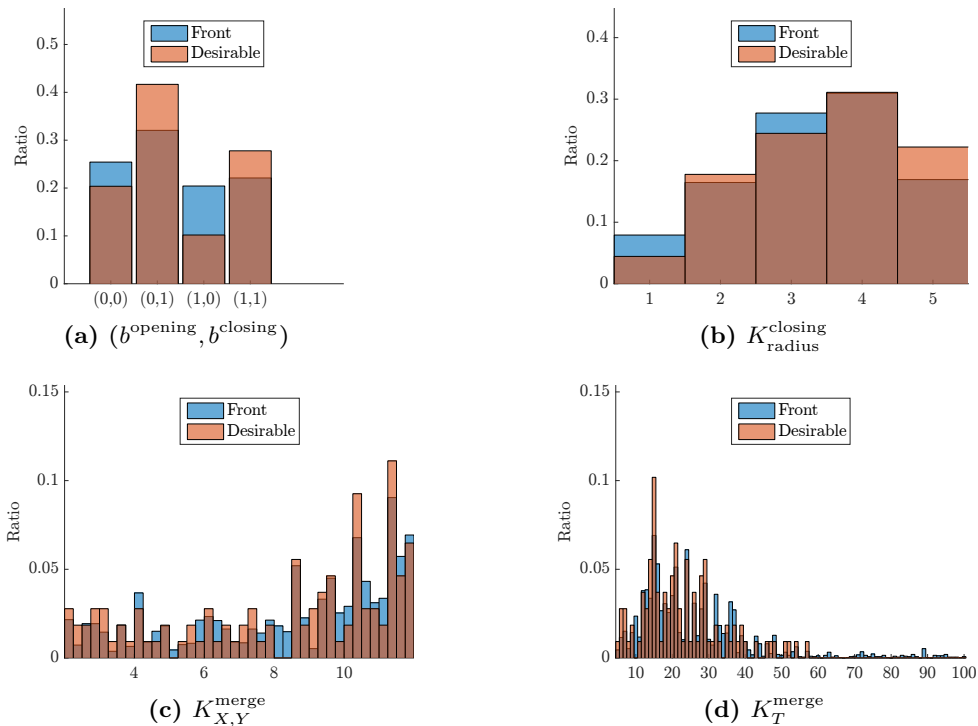 Front
Desirable
0.5
0.4
0.3
0.2
0.1
0
Ratio
(0,0) (0,1) (1,0) (1,1)
(a) (b^opening, b^closing)
Front
Desirable
0.4
0.3
0.2
0.1
0
Ratio
1 2 3 4 5
(b) K^closing_radius
Front
Desirable
0.15
0.1
0.05
0
Ratio
4 6 8 10
(c) K^merge_X,Y
Front
Desirable
0.15
0.1
0.05
0
Ratio
10 20 30 40 50 60 70 80 90 100
(d) K^merge_T